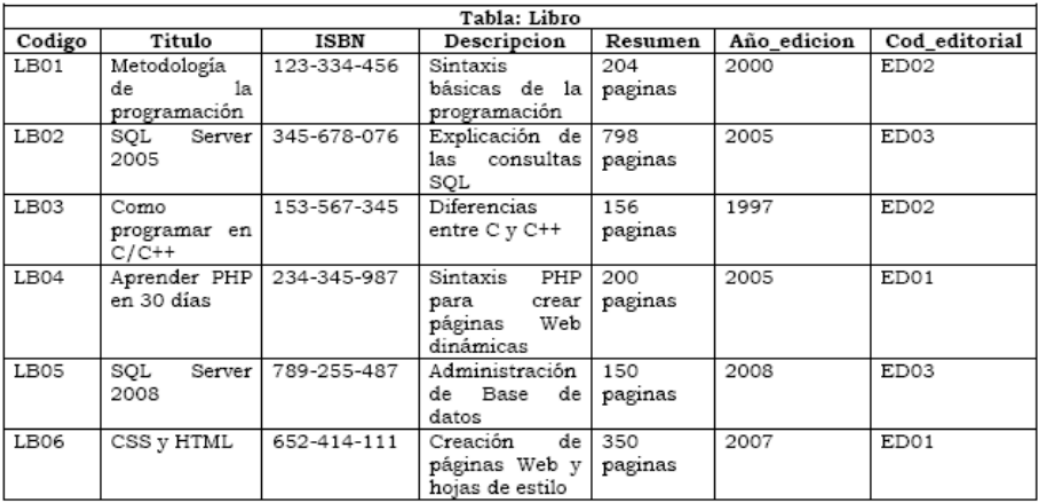 Tabla: Libro
Codigo Titulo ISBN Descripcion Resumen Año_edicion Cod_editorial
LB01 Metodología 123-334-456 Sintaxis 204 2000 ED02
de la básicas de la paginas
programación programación
LB02 SQL Server 345-678-076 Explicación de 798 2005 ED03
2005 las consultas paginas
SQL
LB03 Como 153-567-345 Diferencias 156 1997 ED02
programar en entre C y C++ paginas
C/C++
LB04 Aprender PHP 234-345-987 Sintaxis PHP 200 2005 ED01
en 30 días para crear paginas
páginas Web
dinámicas
LB05 SQL Server 789-255-487 Administración 150 2008 ED03
2008 de Base de paginas
datos
LB06 CSS y HTML 652-414-111 Creación de 350 2007 ED01
páginas Web y paginas
hojas de estilo